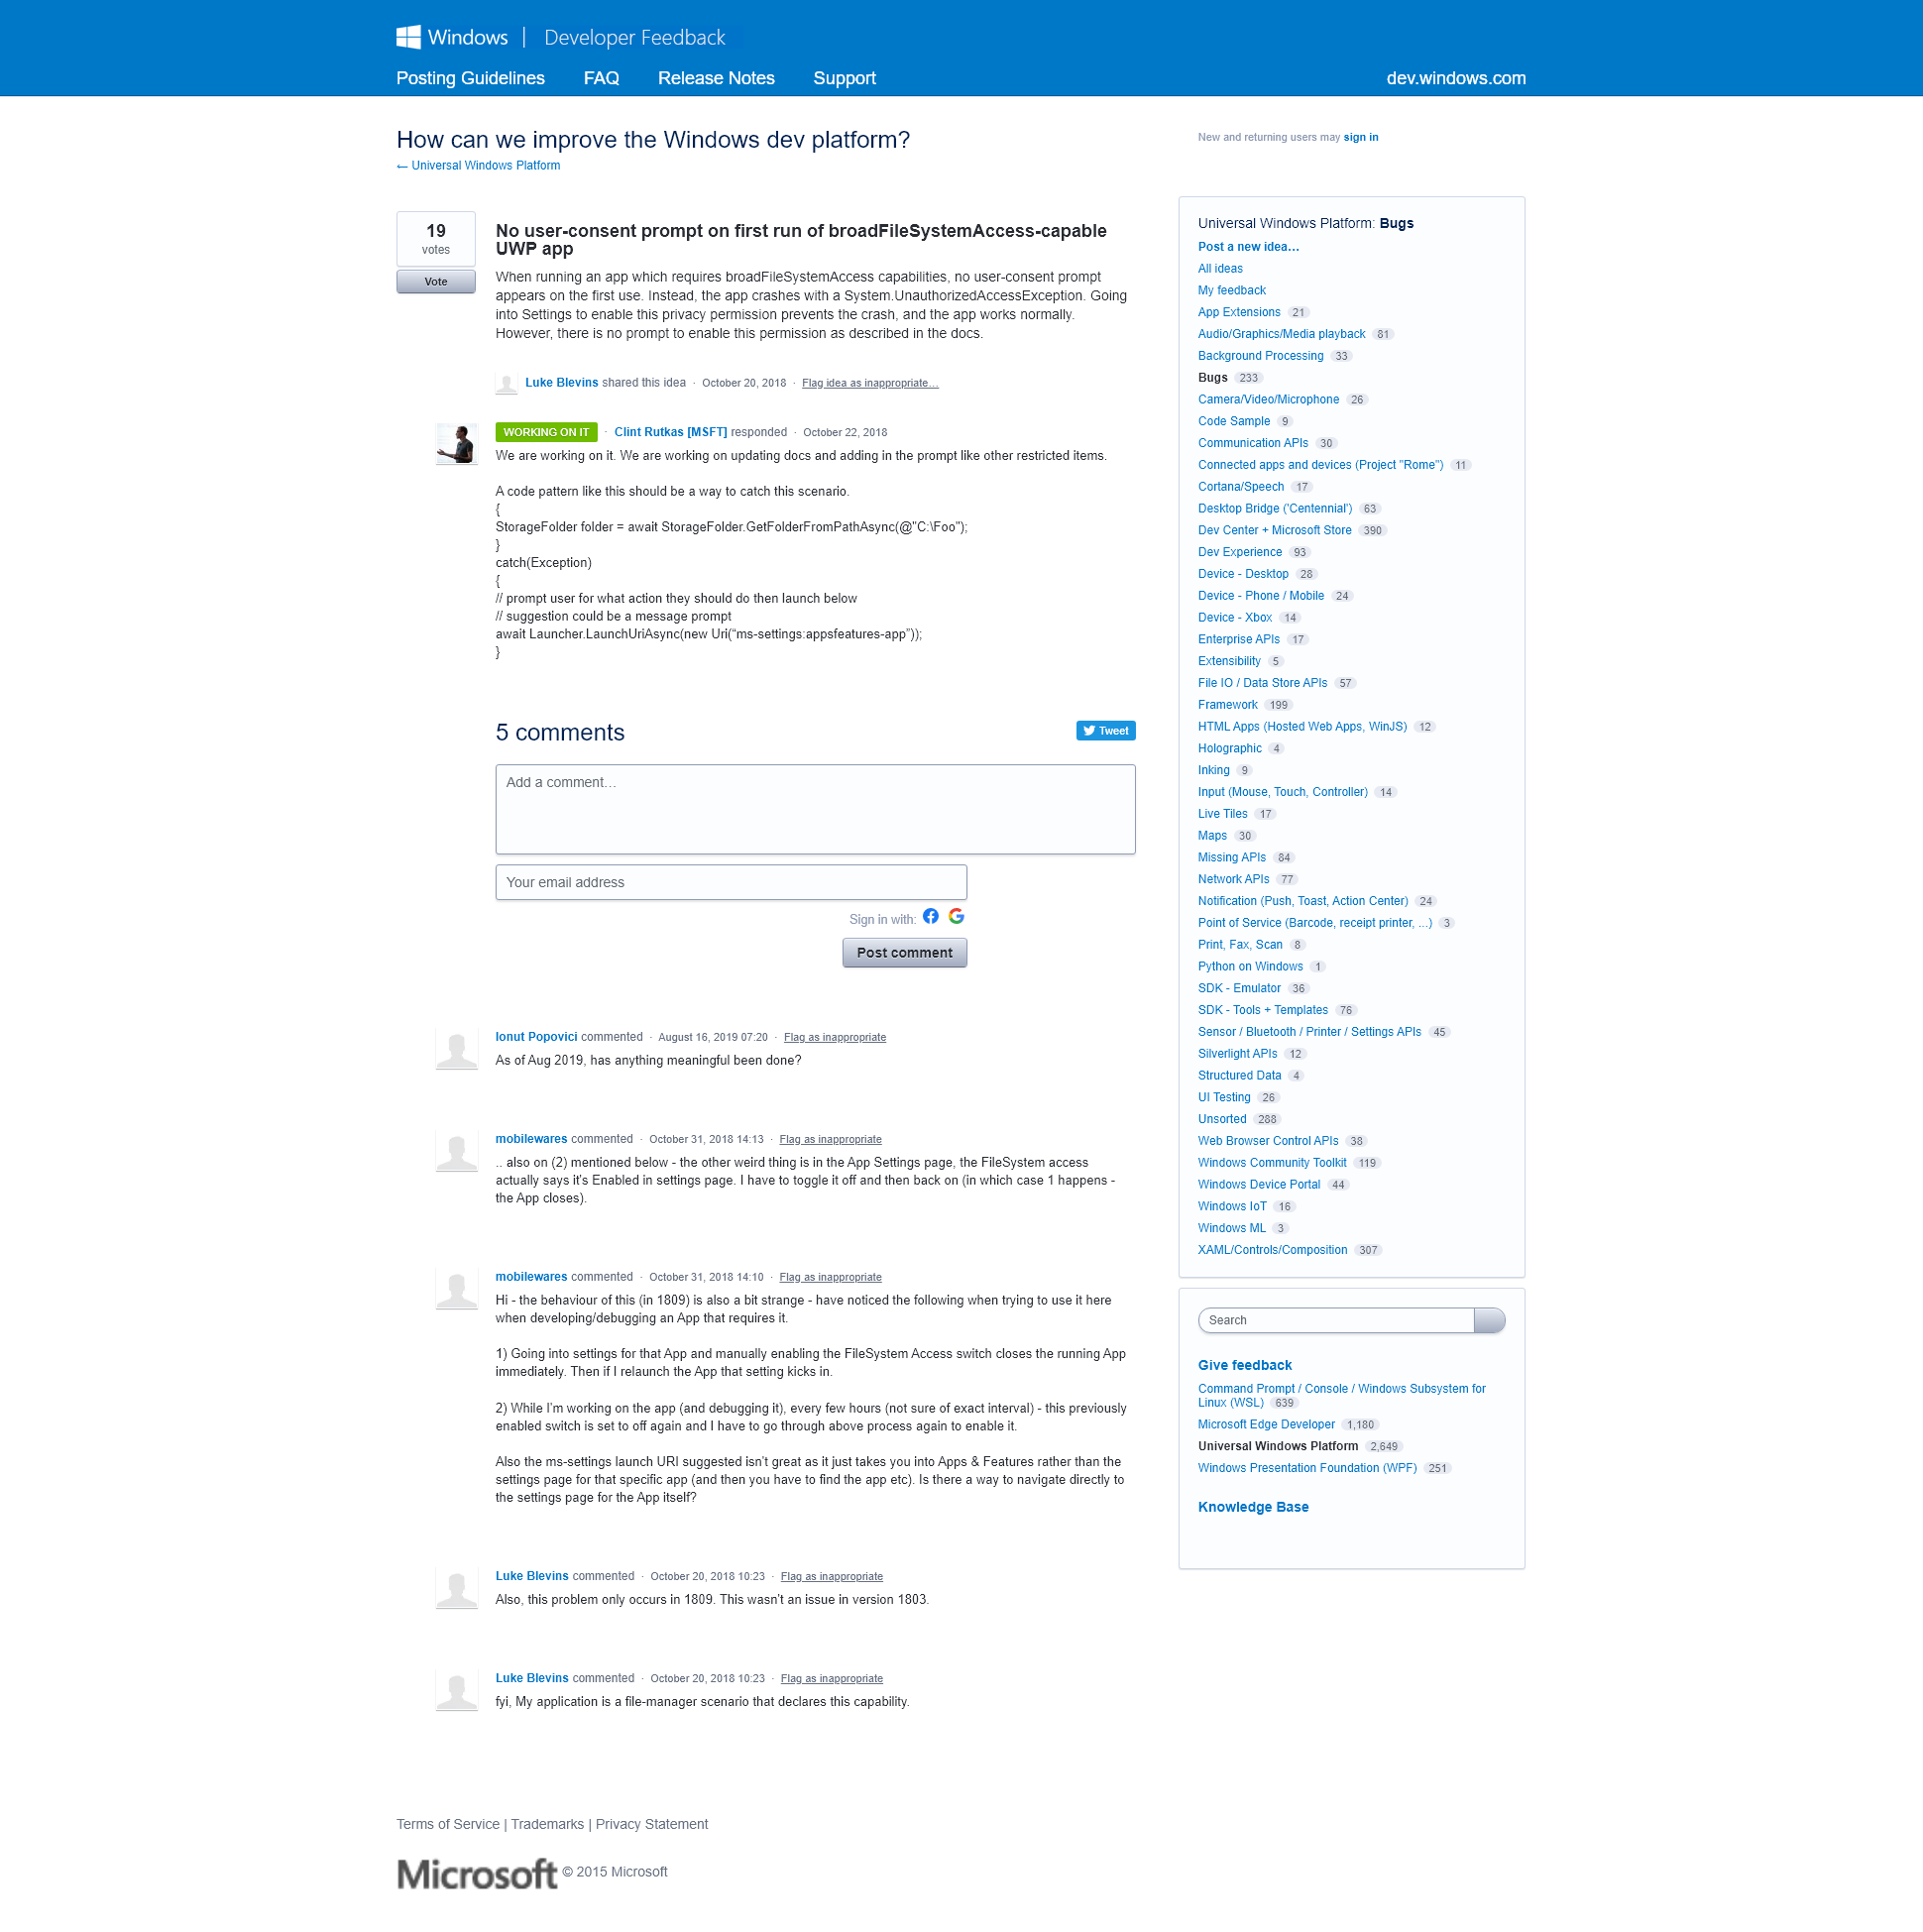 Windows | Developer Feedback
Posting Guidelines FAQ Release Notes Support dev.windows.com
How can we improve the Windows dev platform?
← Universal Windows Platform
New and returning users may sign in
19
votes
Vote
No user-consent prompt on first run of broadFileSystemAccess-capable
UWP app
When running an app which requires broadFileSystemAccess capabilities, no user-consent prompt
appears on the first use. Instead, the app crashes with a System.UnauthorizedAccessException. Going
into Settings to enable this privacy permission prevents the crash, and the app works normally.
However, there is no prompt to enable this permission as described in the docs.
Luke Blevins shared this idea · October 20, 2018 · Flag idea as inappropriate…
WORKING ON IT · Clint Rutkas [MSFT] responded · October 22, 2018
We are working on it. We are working on updating docs and adding in the prompt like other restricted items.
A code pattern like this should be a way to catch this scenario.
{
StorageFolder folder = await StorageFolder.GetFolderFromPathAsync(@"C:\Foo");
}
catch(Exception)
{
// prompt user for what action they should do then launch below
// suggestion could be a message prompt
await Launcher.LaunchUriAsync(new Uri(“ms-settings:appsfeatures-app”));
}
5 comments
Tweet
Add a comment…
Your email address
Sign in with:
Post comment
Ionut Popovici commented · August 16, 2019 07:20 · Flag as inappropriate
As of Aug 2019, has anything meaningful been done?
mobilewares commented · October 31, 2018 14:13 · Flag as inappropriate
.. also on (2) mentioned below - the other weird thing is in the App Settings page, the FileSystem access
actually says it's Enabled in settings page. I have to toggle it off and then back on (in which case 1 happens -
the App closes).
mobilewares commented · October 31, 2018 14:10 · Flag as inappropriate
Hi - the behaviour of this (in 1809) is also a bit strange - have noticed the following when trying to use it here
when developing/debugging an App that requires it.
1) Going into settings for that App and manually enabling the FileSystem Access switch closes the running App
immediately. Then if I relaunch the App that setting kicks in.
2) While I'm working on the app (and debugging it), every few hours (not sure of exact interval) - this previously
enabled switch is set to off again and I have to go through above process again to enable it.
Also the ms-settings launch URI suggested isn't great as it just takes you into Apps & Features rather than the
settings page for that specific app (and then you have to find the app etc). Is there a way to navigate directly to
the settings page for the App itself?
Luke Blevins commented · October 20, 2018 10:23 · Flag as inappropriate
Also, this problem only occurs in 1809. This wasn't an issue in version 1803.
Luke Blevins commented · October 20, 2018 10:23 · Flag as inappropriate
fyi, My application is a file-manager scenario that declares this capability.
Universal Windows Platform: Bugs
Post a new idea…
All ideas
My feedback
App Extensions 21
Audio/Graphics/Media playback 81
Background Processing 33
Bugs 233
Camera/Video/Microphone 26
Code Sample 9
Communication APIs 30
Connected apps and devices (Project "Rome") 11
Cortana/Speech 17
Desktop Bridge ('Centennial') 63
Dev Center + Microsoft Store 390
Dev Experience 93
Device - Desktop 28
Device - Phone / Mobile 24
Device - Xbox 14
Enterprise APIs 17
Extensibility 5
File IO / Data Store APIs 57
Framework 199
HTML Apps (Hosted Web Apps, WinJS) 12
Holographic 4
Inking 9
Input (Mouse, Touch, Controller) 14
Live Tiles 17
Maps 30
Missing APIs 84
Network APIs 77
Notification (Push, Toast, Action Center) 24
Point of Service (Barcode, receipt printer, ...) 3
Print, Fax, Scan 8
Python on Windows 1
SDK - Emulator 36
SDK - Tools + Templates 76
Sensor / Bluetooth / Printer / Settings APIs 45
Silverlight APIs 12
Structured Data 4
UI Testing 26
Unsorted 288
Web Browser Control APIs 38
Windows Community Toolkit 119
Windows Device Portal 44
Windows IoT 16
Windows ML 3
XAML/Controls/Composition 307
Search
Give feedback
Command Prompt / Console / Windows Subsystem for
Linux (WSL) 639
Microsoft Edge Developer 1,180
Universal Windows Platform 2,649
Windows Presentation Foundation (WPF) 251
Knowledge Base
Terms of Service | Trademarks | Privacy Statement
Microsoft © 2015 Microsoft